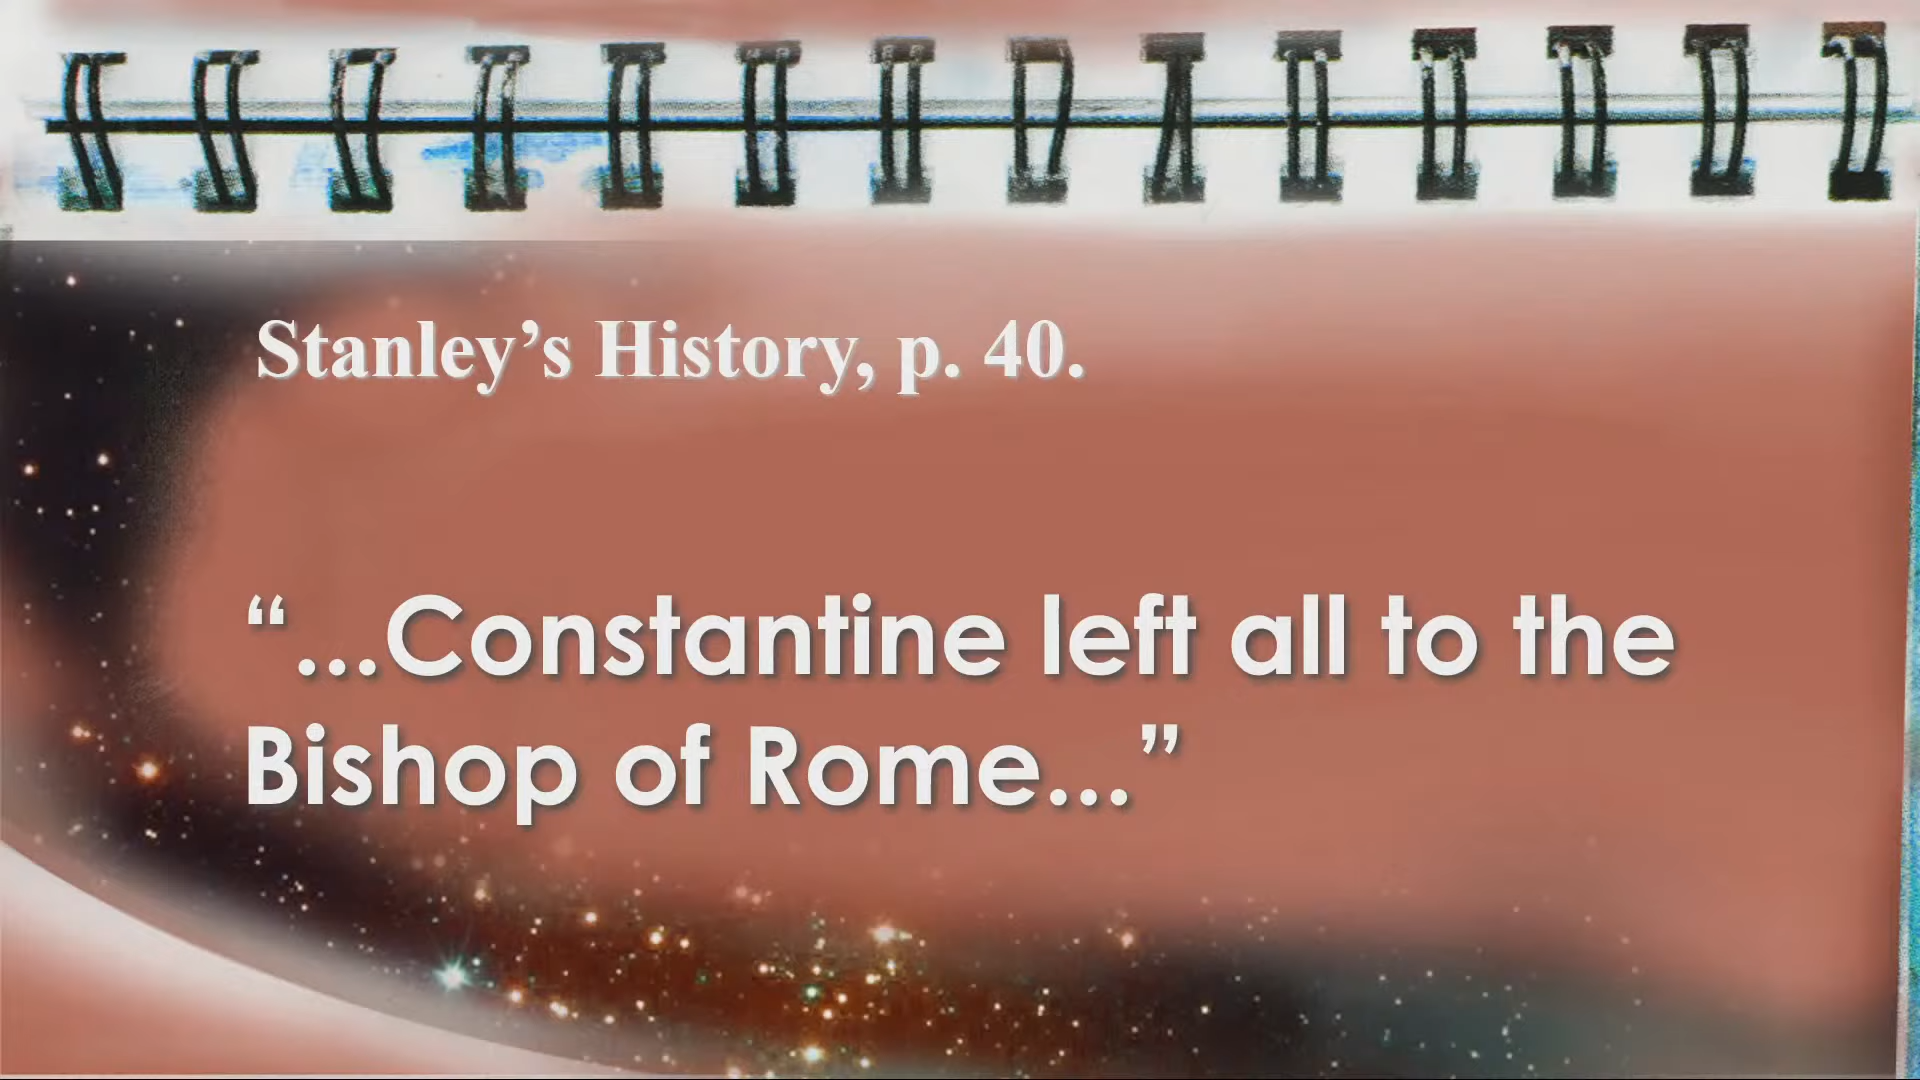 Stanley’s History, p. 40.
“...Constantine left all to the
Bishop of Rome...”